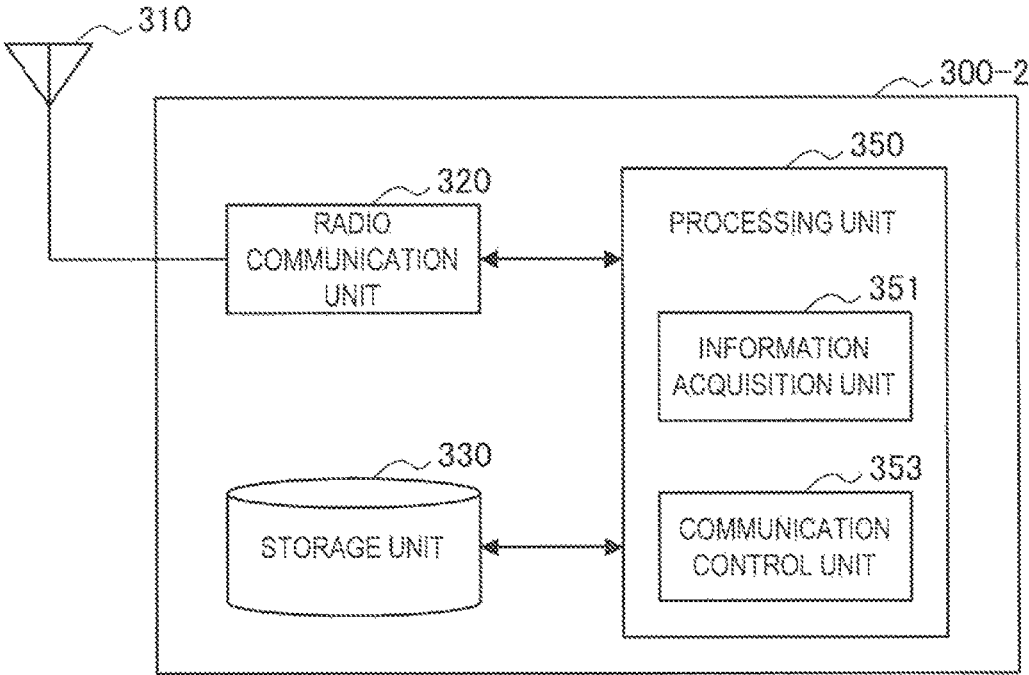 310
300-2
350
320
RADIO
COMMUNICATION
UNIT
PROCESSING UNIT
351
INFORMATION
ACQUISITION UNIT
330
STORAGE UNIT
353
COMMUNICATION
CONTROL UNIT